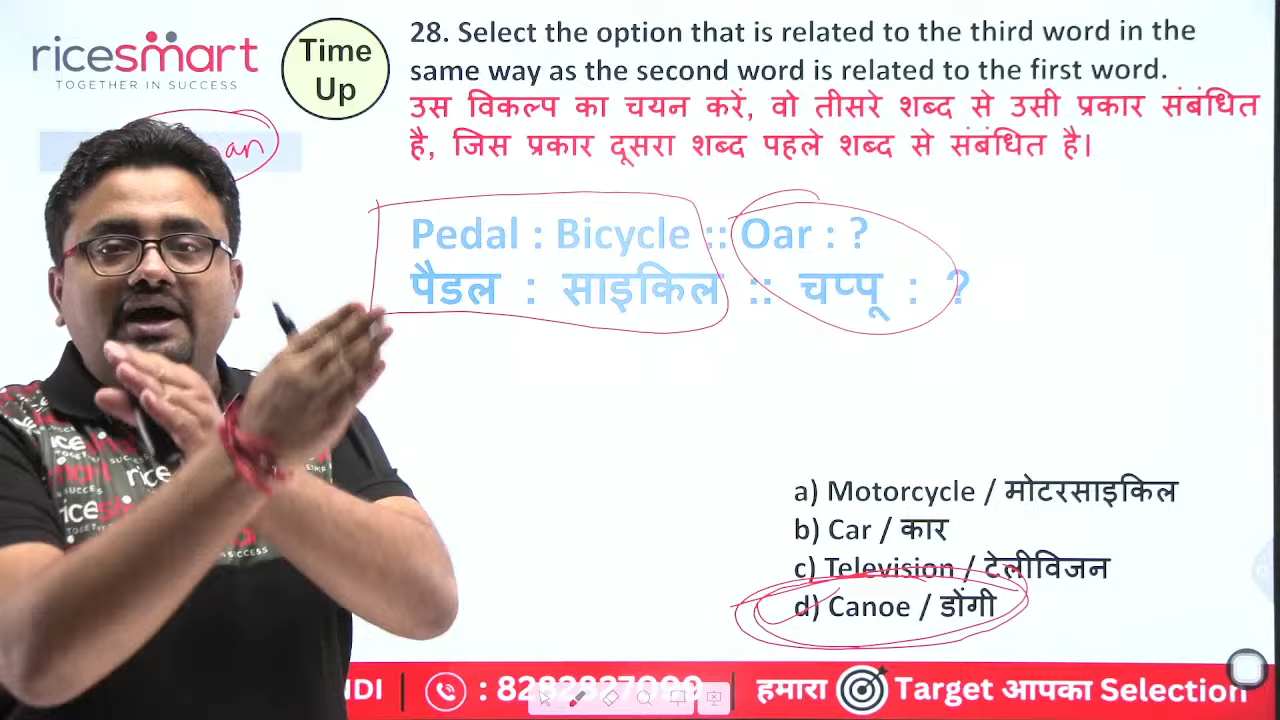 ricesmart
TOGETHER IN SUCCESS
Time
Up
28. Select the option that is related to the third word in the
same way as the second word is related to the first word.
उस विकल्प का चयन करें, वो तीसरे शब्द से उसी प्रकार संबंधित
है, जिस प्रकार दूसरा शब्द पहले शब्द से संबंधित है।
Pedal : Bicycle :: Oar : ?
पैडल : साइकिल :: चप्पू : ?
a) Motorcycle / मोटरसाइकिल
b) Car / कार
c) Television / टेलीविजन
d) Canoe / डोंगी
: 8282827099 | हमारा Target आपका Selection